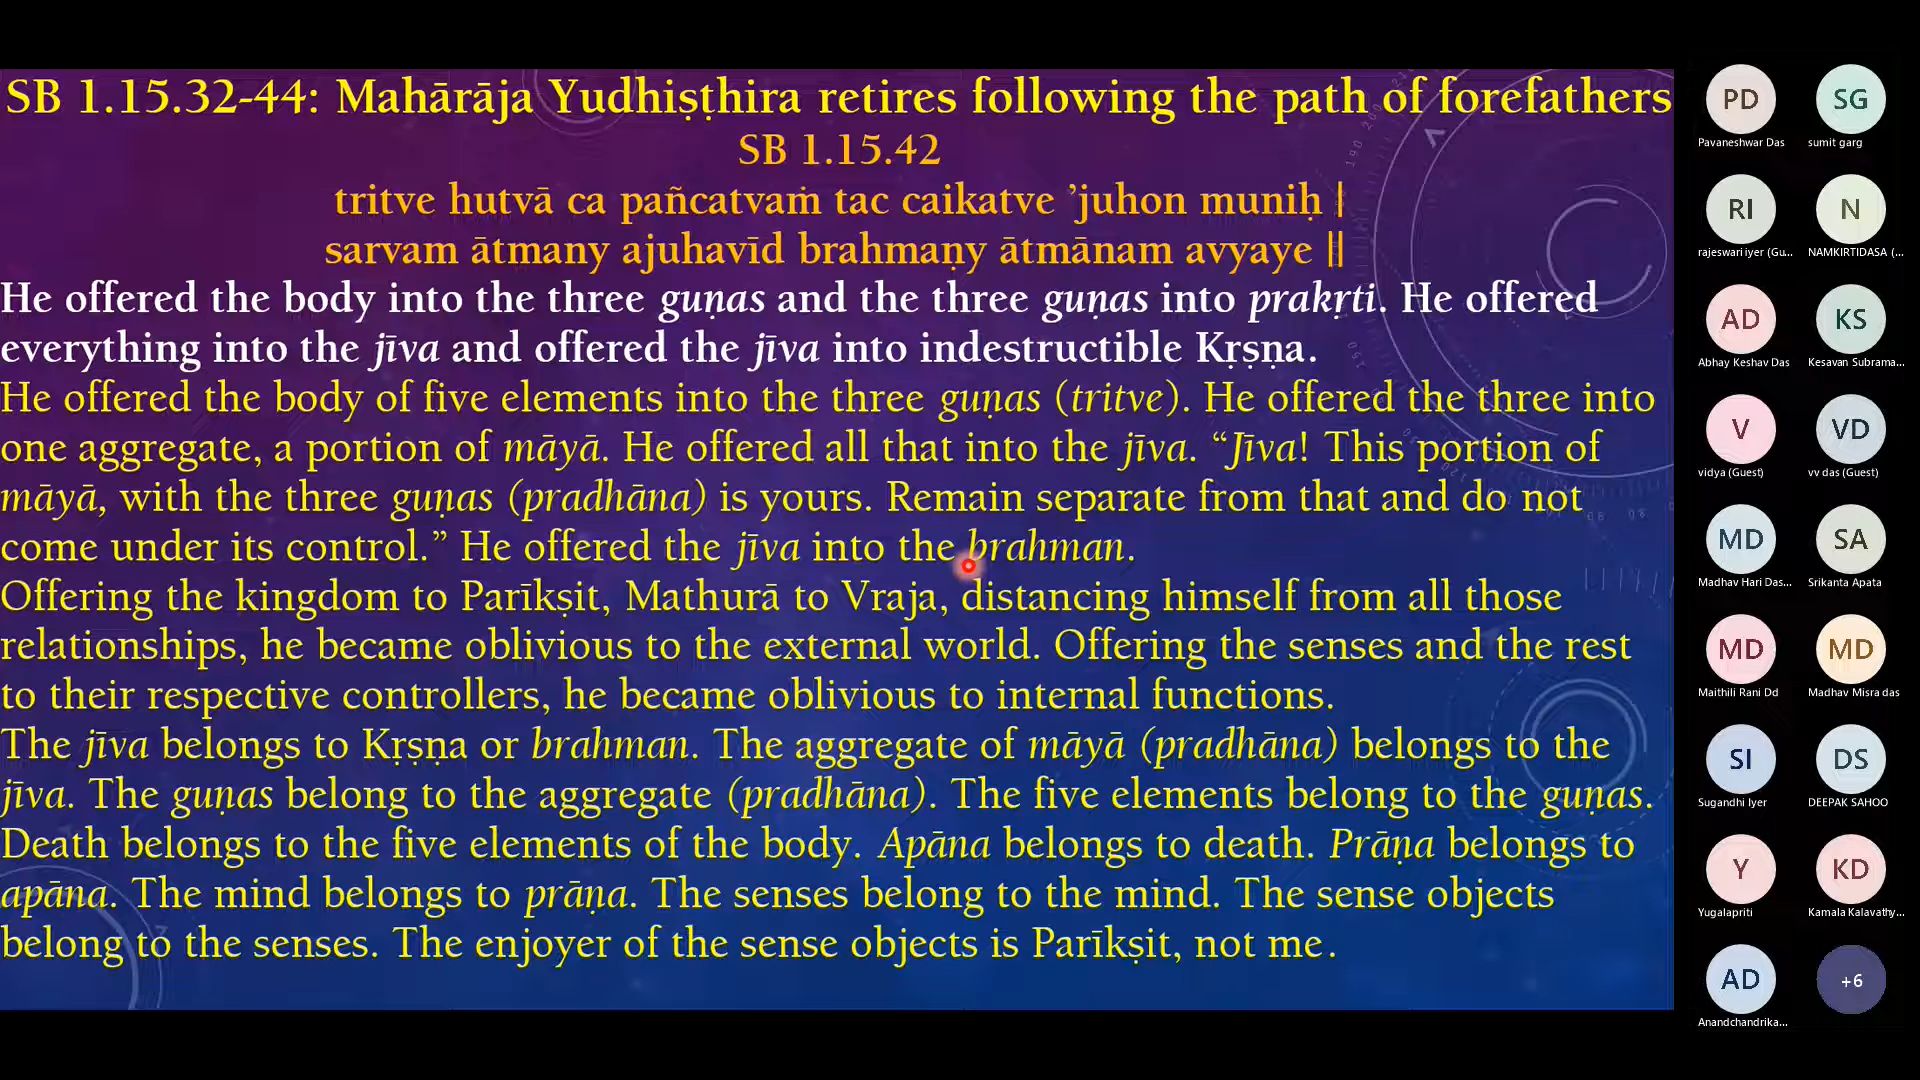 SB 1.15.32-44: Mahārāja Yudhiṣṭhira retires following the path of forefathers
SB 1.15.42
tritve hutvā ca pañcatvaṁ tac caikatve ’juhon muniḥ |
sarvam ātmany ajuhavīd brahmaṇy ātmānam avyaye ||
He offered the body into the three guṇas and the three guṇas into prakṛti. He offered
everything into the jīva and offered the jīva into indestructible Kṛṣṇa.
He offered the body of five elements into the three guṇas (tritve). He offered the three into
one aggregate, a portion of māyā. He offered all that into the jīva. “Jīva! This portion of
māyā, with the three guṇas (pradhāna) is yours. Remain separate from that and do not
come under its control.” He offered the jīva into the brahman.
Offering the kingdom to Parīkṣit, Mathurā to Vraja, distancing himself from all those
relationships, he became oblivious to the external world. Offering the senses and the rest
to their respective controllers, he became oblivious to internal functions.
The jīva belongs to Kṛṣṇa or brahman. The aggregate of māyā (pradhāna) belongs to the
jīva. The guṇas belong to the aggregate (pradhāna). The five elements belong to the guṇas.
Death belongs to the five elements of the body. Apāna belongs to death. Prāṇa belongs to
apāna. The mind belongs to prāṇa. The senses belong to the mind. The sense objects
belong to the senses. The enjoyer of the sense objects is Parīkṣit, not me.
PD SG
Pavaneshwar Das sumit garg
RI N
rajeswari iyer (Gu... NAMKIRTIDASA (...
AD KS
Abhay Keshav Das Kesavan Subrama...
V VD
vidya (Guest) vv das (Guest)
MD SA
Madhav Hari Das... Srikanta Apata
MD MD
Maithili Rani Dd Madhav Misra das
SI DS
Sugandhi Iyer DEEPAK SAHOO
Y KD
Yugalapriti Kamala Kalavathy...
AD +6
Anandchandrika...